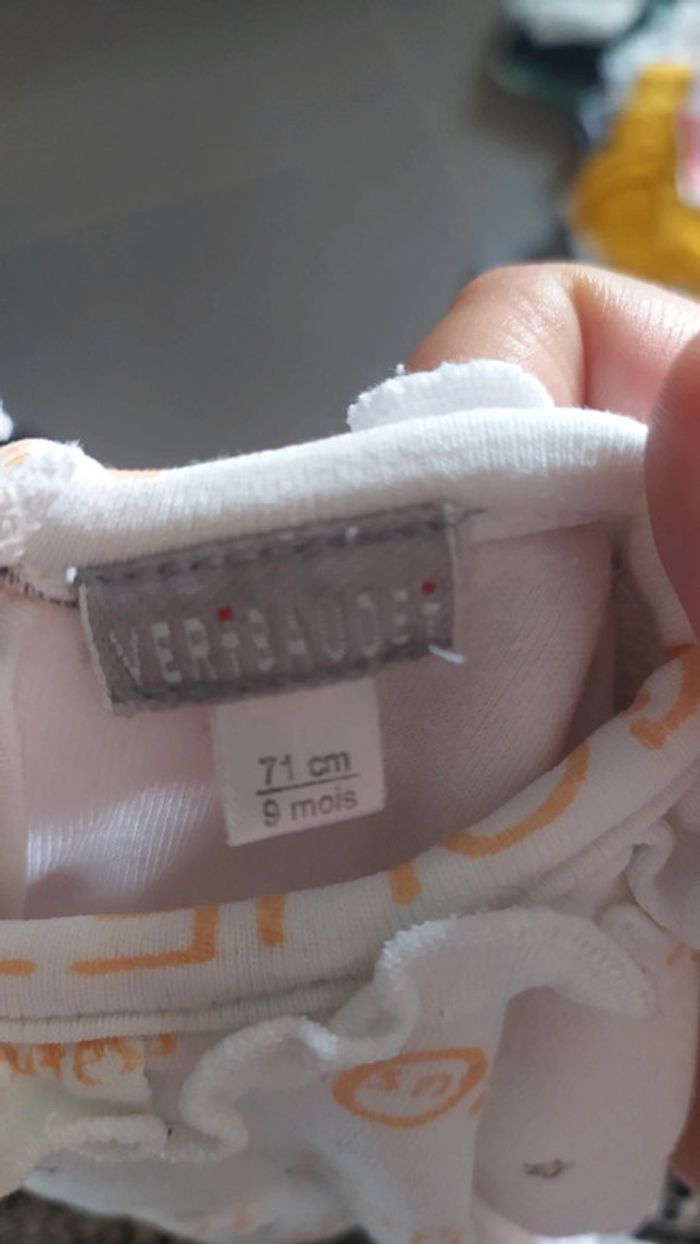 VERtBAUDEt
71 cm
9 mois